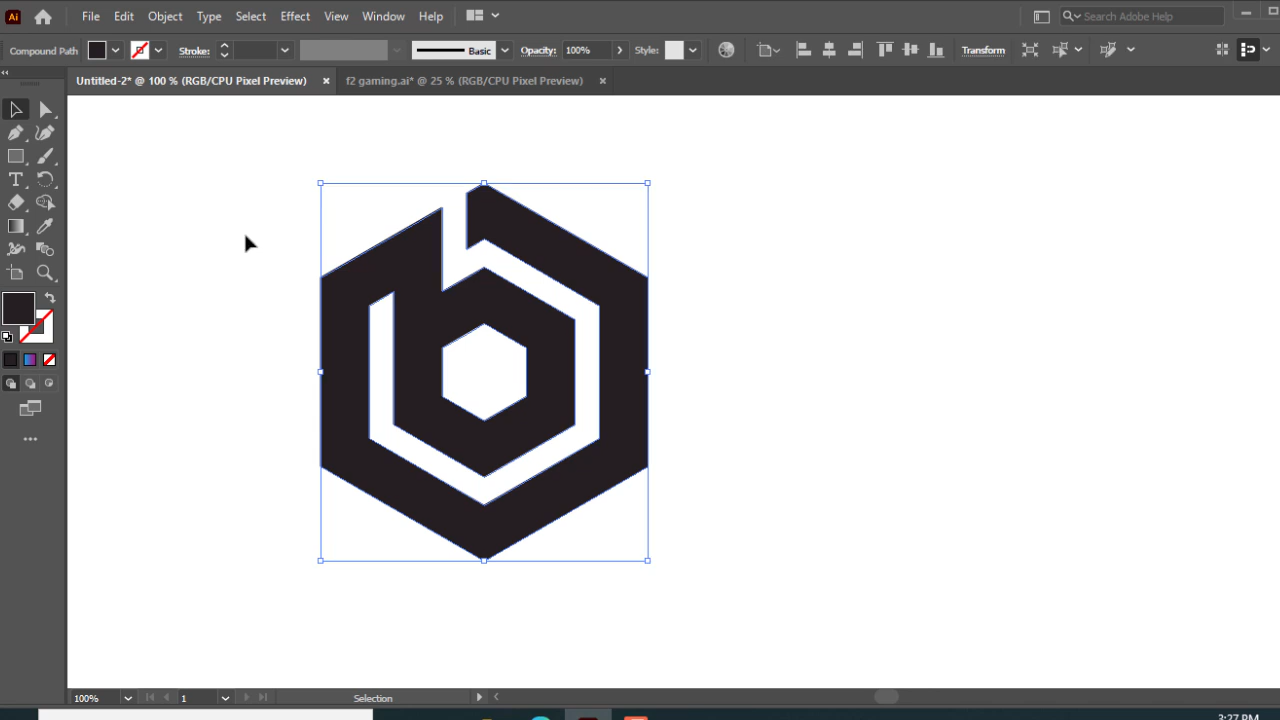 Ai File Edit Object Type Select Effect View Window Help Search Adobe Help
Compound Path Stroke: Basic Opacity: 100% Style: Transform
Untitled-2* @ 100 % (RGB/CPU Pixel Preview) × f2 gaming.ai* @ 25 % (RGB/CPU Pixel Preview) ×
100% 1 Selection
3:27 PM